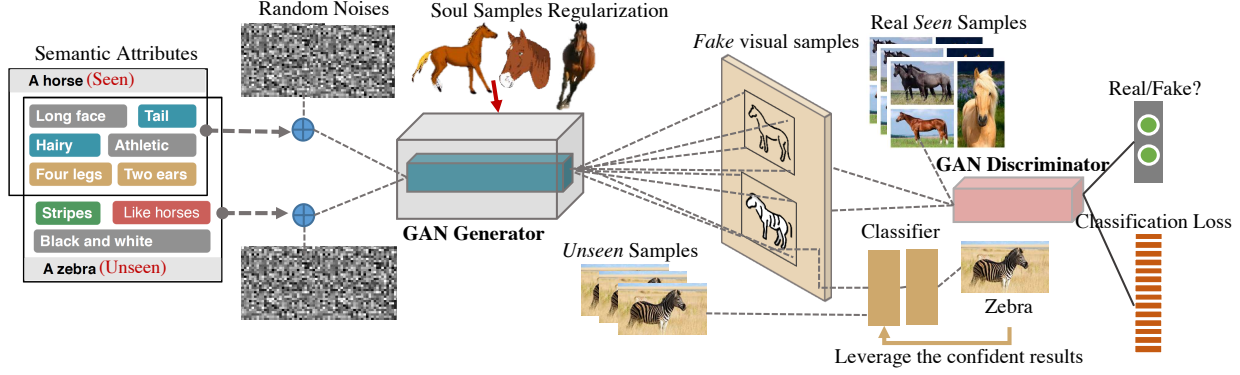 Semantic Attributes
A horse (Seen)
Long face
Tail
Hairy
Athletic
Four legs
Two ears
Stripes
Like horses
Black and white
A zebra (Unseen)
Random Noises
Soul Samples Regularization
GAN Generator
Fake visual samples
Unseen Samples
Real Seen Samples
GAN Discriminator
Real/Fake?
Classification Loss
Classifier
Zebra
Leverage the confident results